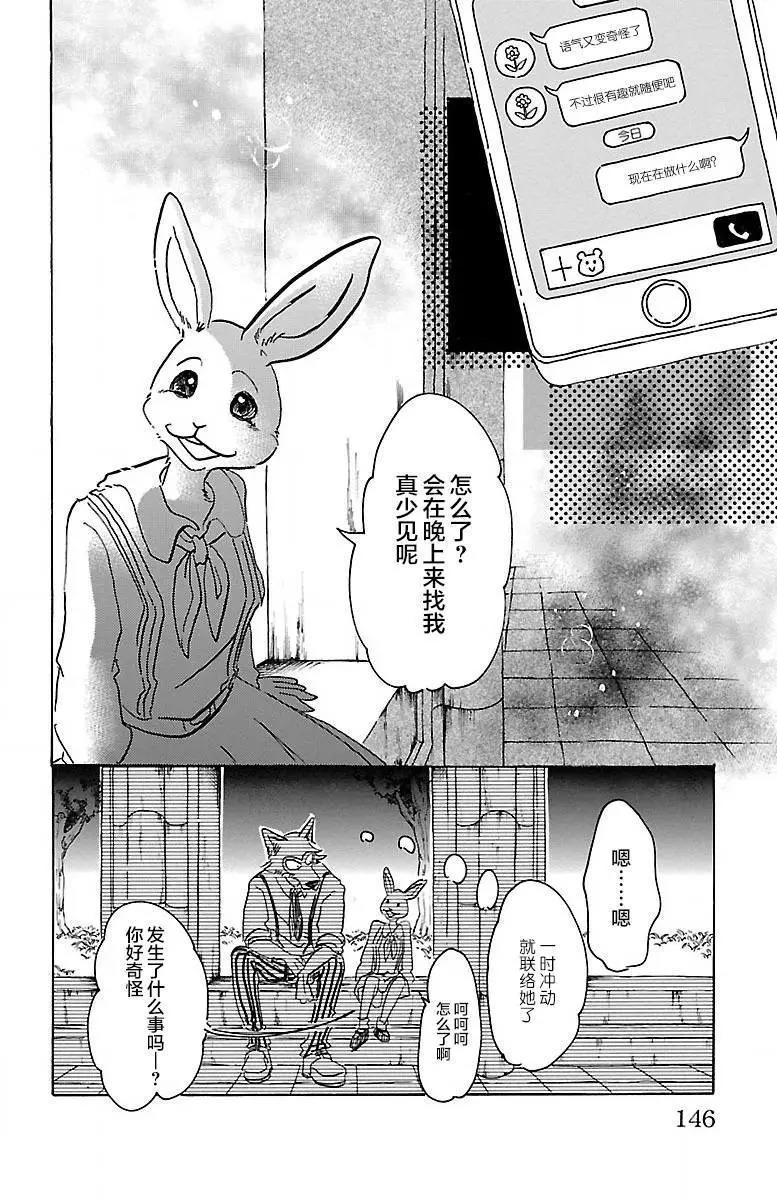 语气又变奇怪了
不过很有趣就随便吧
今日
现在在做什么啊?
怎么了?
会在晚上来找我
真少见呢
嗯……嗯
一时冲动
就联络她了
呵呵呵
怎么了啊
发生了什么事吗—?
你好奇怪
146